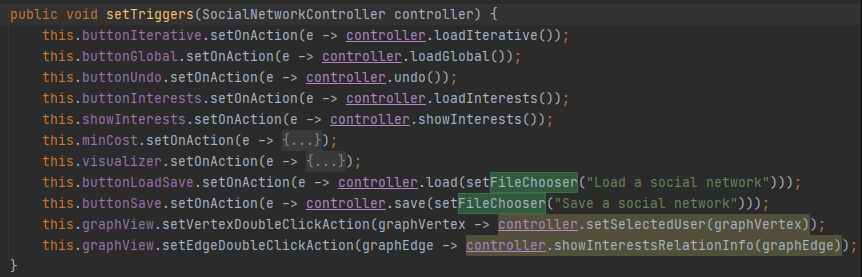 public void setTriggers(SocialNetworkController controller) {
    this.buttonIterative.setOnAction(e -> controller.loadIterative());
    this.buttonGlobal.setOnAction(e -> controller.loadGlobal());
    this.buttonUndo.setOnAction(e -> controller.undo());
    this.buttonInterests.setOnAction(e -> controller.loadInterests());
    this.showInterests.setOnAction(e -> controller.showInterests());
    this.minCost.setOnAction(e -> {...});
    this.visualizer.setOnAction(e -> {...});
    this.buttonLoadSave.setOnAction(e -> controller.load(setFileChooser("Load a social network")));
    this.buttonSave.setOnAction(e -> controller.save(setFileChooser("Save a social network")));
    this.graphView.setVertexDoubleClickAction(graphVertex -> controller.setSelectedUser(graphVertex));
    this.graphView.setEdgeDoubleClickAction(graphEdge -> controller.showInterestsRelationInfo(graphEdge));
}